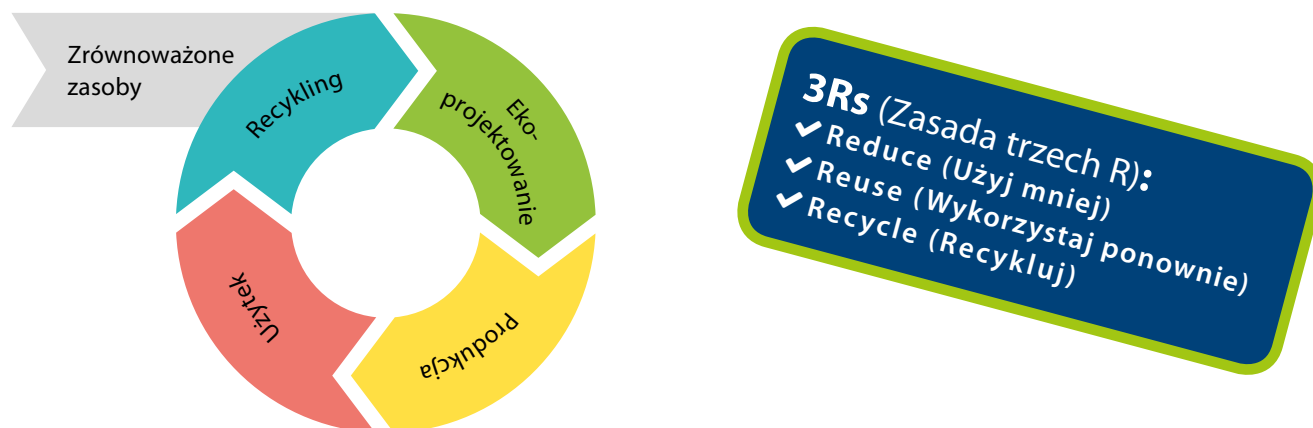 Zrównoważone
zasoby
Recykling
Eko-
projektowanie
Produkcja
Użytek
3Rs (Zasada trzech R):
✔ Reduce (Użyj mniej)
✔ Reuse (Wykorzystaj ponownie)
✔ Recycle (Recykluj)